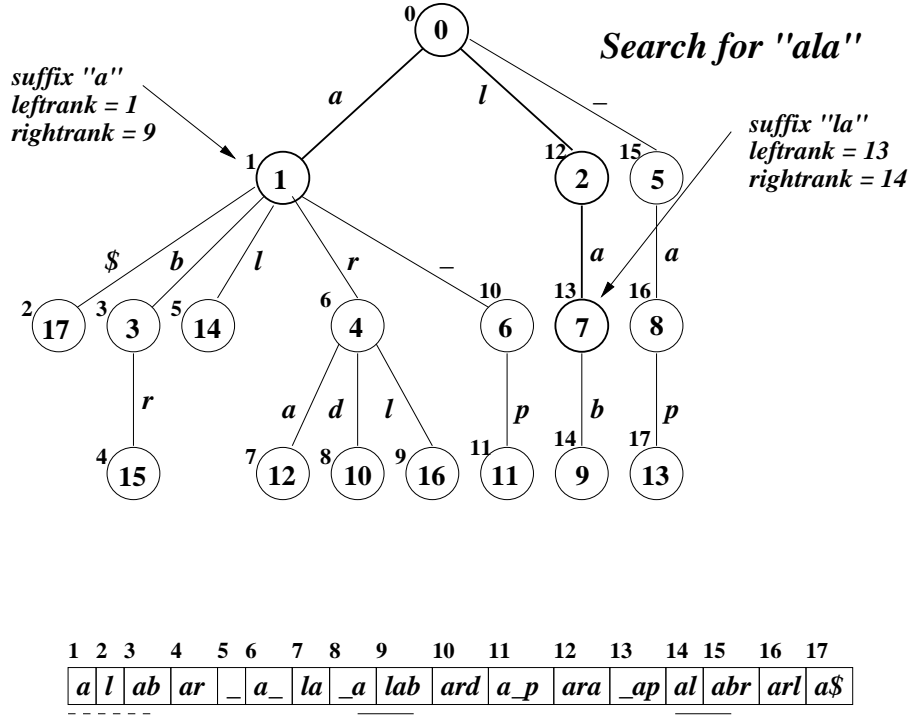 0 0
Search for "ala"
suffix "a"
leftrank = 1
rightrank = 9
a l _
suffix "la"
leftrank = 13
rightrank = 14
1 1 12 2 15 5
$ b l r _ a a
2 17 3 3 5 14 6 4 10 6 13 7 16 8
r a d l p b p
4 15 7 12 8 10 9 16 11 11 14 9 17 13
1 2 3 4 5 6 7 8 9 10 11 12 13 14 15 16 17
a l ab ar _ a_ la _a lab ard a_p ara _ap al abr arl a$